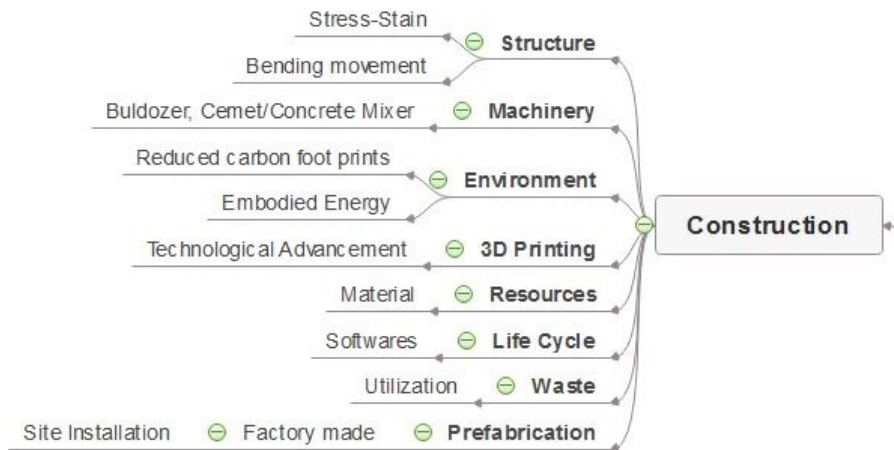 Stress-Stain
Structure
Bending movement
Buldozer, Cemet/Concrete Mixer Machinery
Reduced carbon foot prints
Environment
Embodied Energy
Construction
Technological Advancement 3D Printing
Material Resources
Softwares Life Cycle
Utilization Waste
Site Installation Factory made Prefabrication